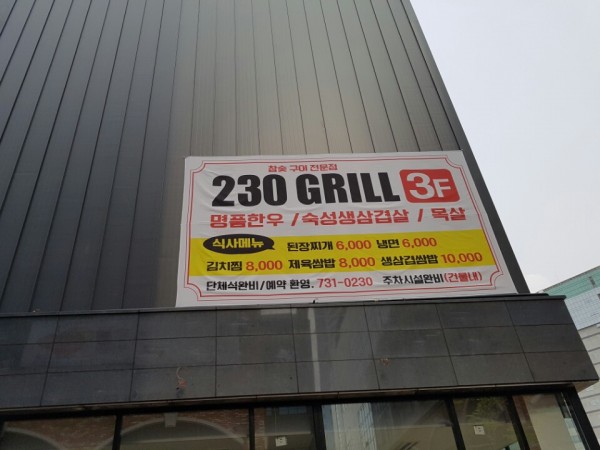 참숯 구이 전문점
230 GRILL 3F
명품한우 / 숙성생삼겹살 / 목살
식사메뉴 된장찌개 6,000 냉면 6,000
김치찜 8,000 제육쌈밥 8,000 생삼겹쌈밥 10,000
단체석완비/예약 환영. 731-0230 주차시설완비(건물내)